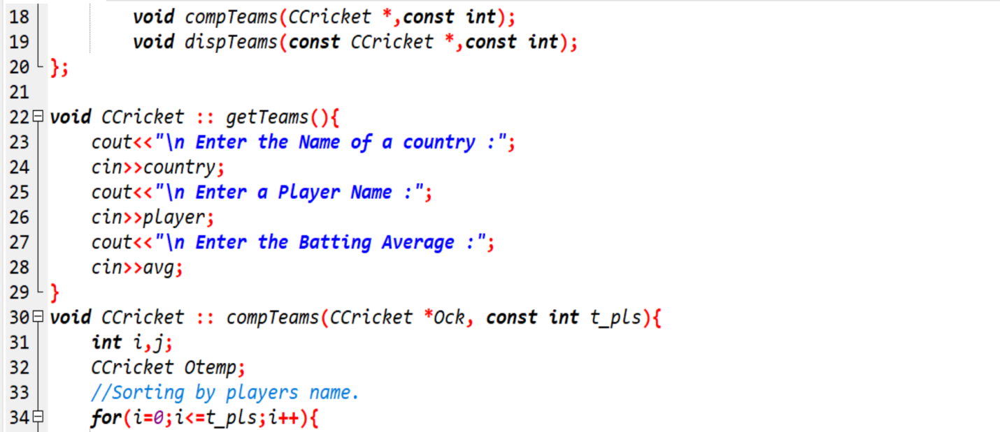 18 void compTeams(CCricket *,const int);
19 void dispTeams(const CCricket *,const int);
20 };
21
22 void CCricket :: getTeams(){
23 cout<<"\n Enter the Name of a country :";
24 cin>>country;
25 cout<<"\n Enter a Player Name :";
26 cin>>player;
27 cout<<"\n Enter the Batting Average :";
28 cin>>avg;
29 }
30 void CCricket :: compTeams(CCricket *Ock, const int t_pls){
31 int i,j;
32 CCricket Otemp;
33 //Sorting by players name.
34 for(i=0;i<=t_pls;i++){